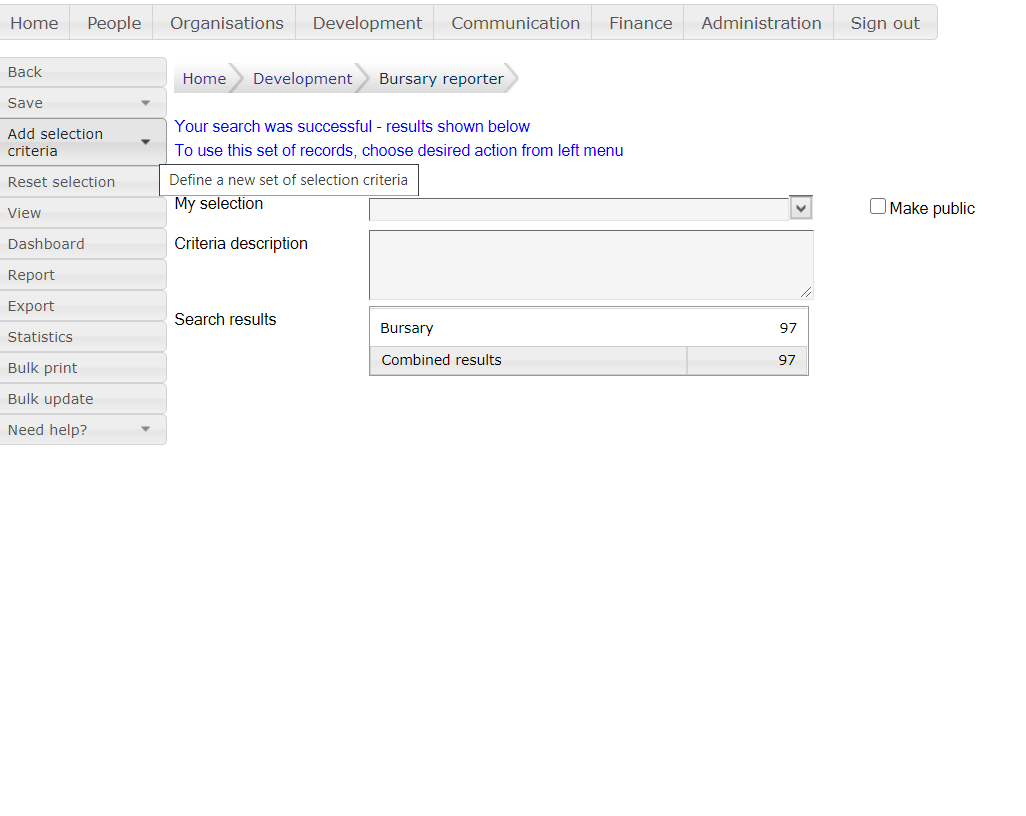 Home People Organisations Development Communication Finance Administration Sign out
Back
Save
Add selection
criteria
Reset selection
View
Dashboard
Report
Export
Statistics
Bulk print
Bulk update
Need help?
Home Development Bursary reporter
Your search was successful - results shown below
To use this set of records, choose desired action from left menu
Define a new set of selection criteria
My selection
Make public
Criteria description
Search results
Bursary 97
Combined results 97